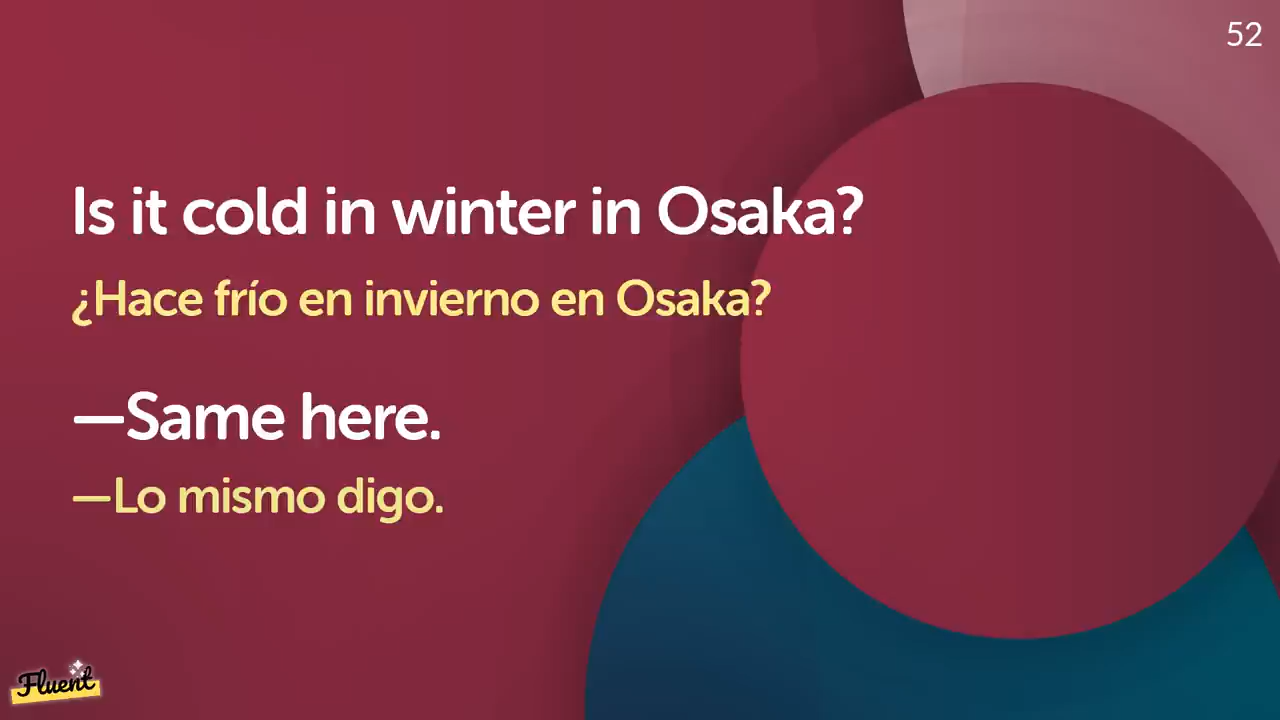 52
Is it cold in winter in Osaka?
¿Hace frío en invierno en Osaka?
—Same here.
—Lo mismo digo.
Fluent